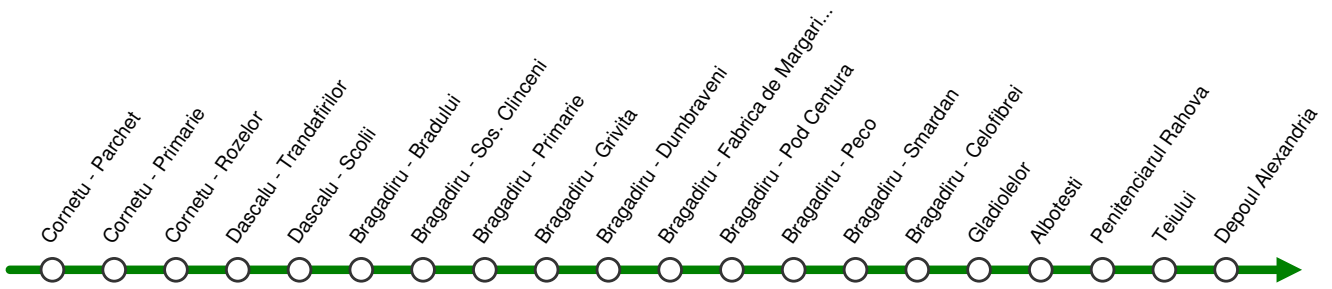 Cornetu - Parchet
Cornetu - Primarie
Cornetu - Rozelor
Dascalu - Trandafirilor
Dascalu - Scolii
Bragadiru - Bradului
Bragadiru - Sos. Clinceni
Bragadiru - Primarie
Bragadiru - Grivita
Bragadiru - Dumbraveni
Bragadiru - Fabrica de Margari...
Bragadiru - Pod Centura
Bragadiru - Peco
Bragadiru - Smardan
Bragadiru - Celofibrei
Gladiolelor
Albotesti
Penitenciarul Rahova
Teiului
Depoul Alexandria